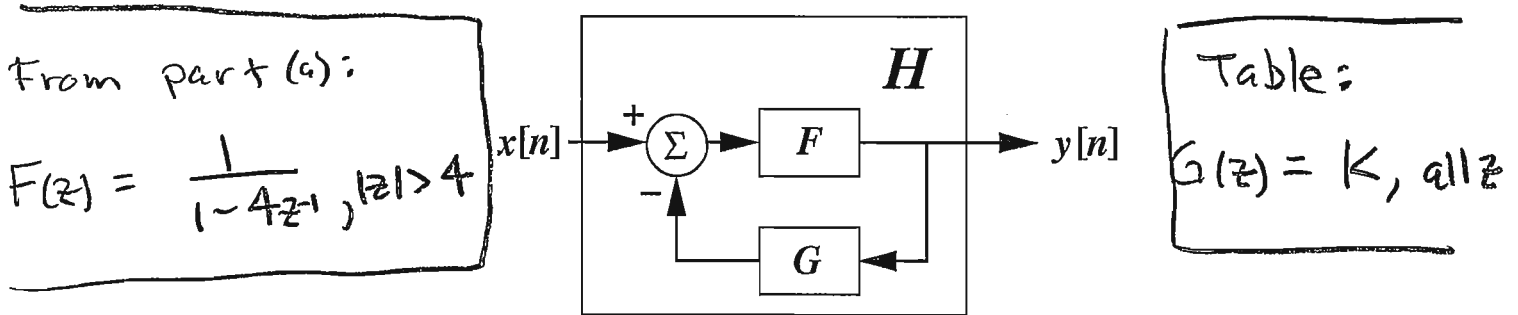 From part (a):
F(z) = 1 / (1 - 4z^-1), |z| > 4
x[n]
+
Σ
−
F
G
H
y[n]
Table:
G(z) = K, all z